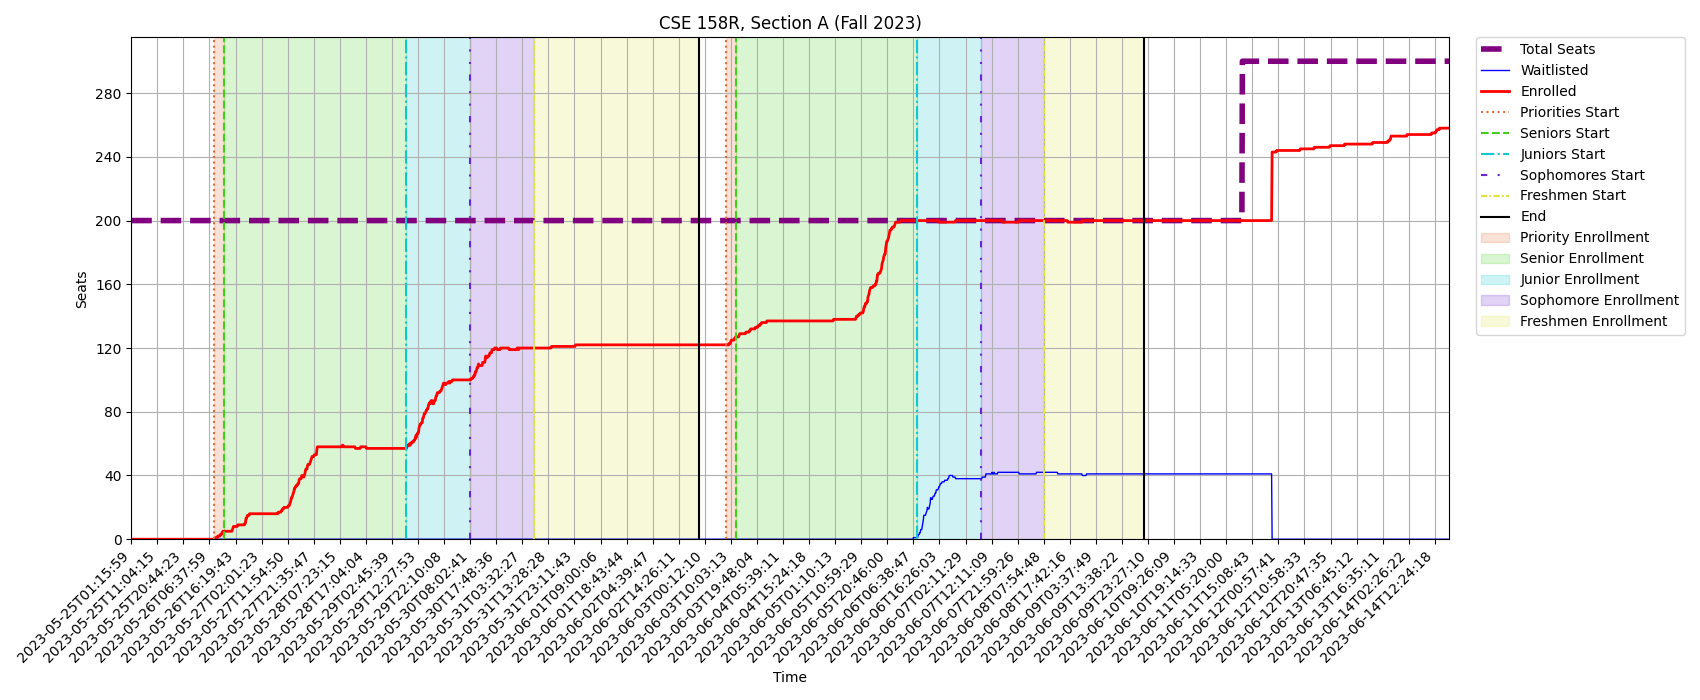 CSE 158R, Section A (Fall 2023)
Total Seats
Waitlisted
Enrolled
Priorities Start
Seniors Start
Juniors Start
Sophomores Start
Freshmen Start
End
Priority Enrollment
Senior Enrollment
Junior Enrollment
Sophomore Enrollment
Freshmen Enrollment
Seats
280
240
200
160
120
80
40
0
2023-05-25T01:15:59
2023-05-25T11:04:15
2023-05-25T20:44:23
2023-05-26T06:37:59
2023-05-26T16:19:43
2023-05-27T02:01:23
2023-05-27T11:54:50
2023-05-27T21:35:47
2023-05-28T07:23:15
2023-05-28T17:04:04
2023-05-29T02:45:39
2023-05-29T12:27:53
2023-05-29T22:10:08
2023-05-30T08:02:41
2023-05-30T17:48:36
2023-05-31T03:32:27
2023-05-31T13:28:28
2023-05-31T23:11:43
2023-06-01T09:00:06
2023-06-01T18:43:44
2023-06-02T04:39:47
2023-06-02T14:26:11
2023-06-03T00:12:10
2023-06-03T10:03:13
2023-06-03T19:48:04
2023-06-04T05:39:11
2023-06-04T15:24:18
2023-06-05T01:10:13
2023-06-05T10:59:29
2023-06-05T20:46:00
2023-06-06T06:38:47
2023-06-06T16:26:03
2023-06-07T02:11:29
2023-06-07T12:11:09
2023-06-07T21:59:26
2023-06-08T07:54:48
2023-06-08T17:42:16
2023-06-09T03:37:49
2023-06-09T13:38:22
2023-06-09T23:27:10
2023-06-10T09:26:09
2023-06-10T19:14:33
2023-06-11T05:20:00
2023-06-11T15:08:43
2023-06-12T00:57:41
2023-06-12T10:58:33
2023-06-12T20:47:35
2023-06-13T06:45:12
2023-06-13T16:35:11
2023-06-14T02:26:22
2023-06-14T12:24:18
Time